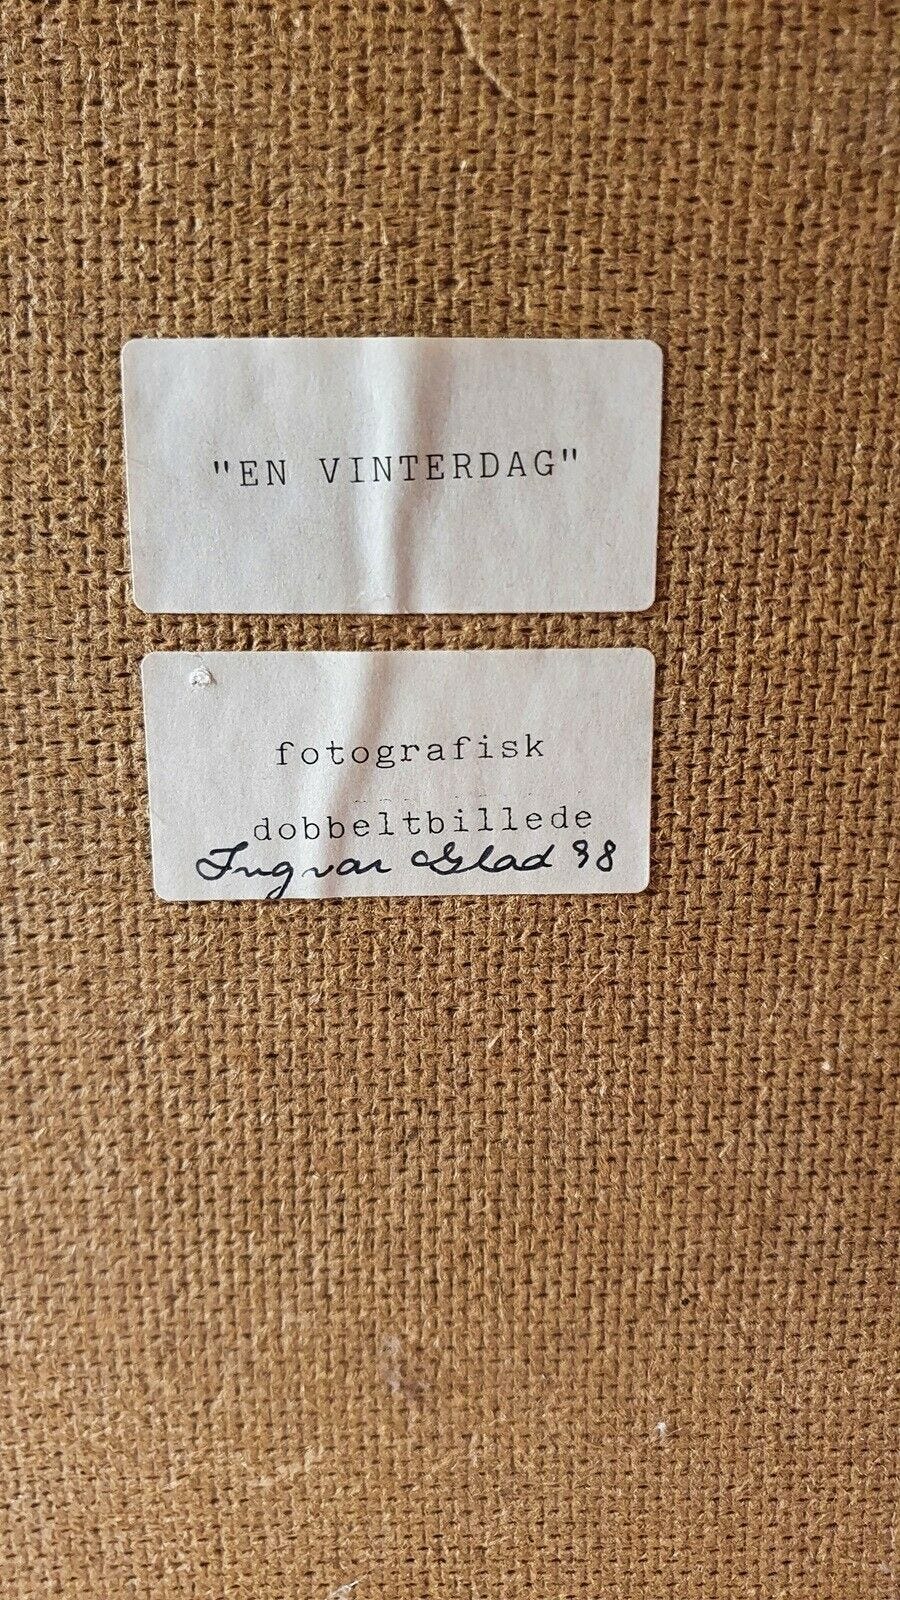 "EN VINTERDAG"
fotografisk
dobbeltbillede
Ingvar Glad 98